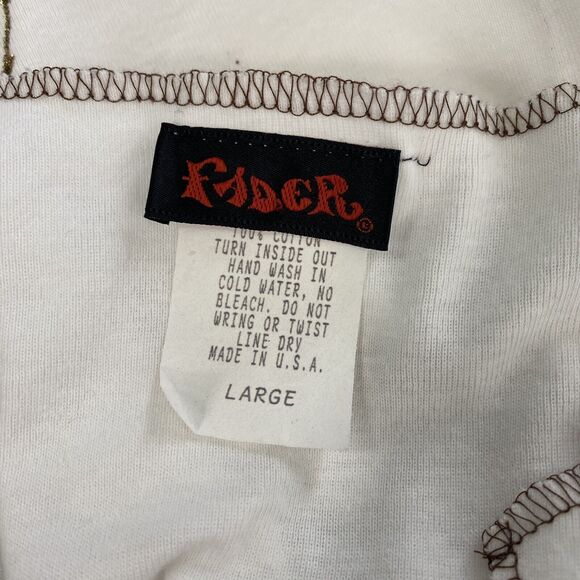 FADER®
100% COTTON
TURN INSIDE OUT
HAND WASH IN
COLD WATER, NO
BLEACH. DO NOT
WRING OR TWIST
LINE DRY
MADE IN U.S.A.
LARGE